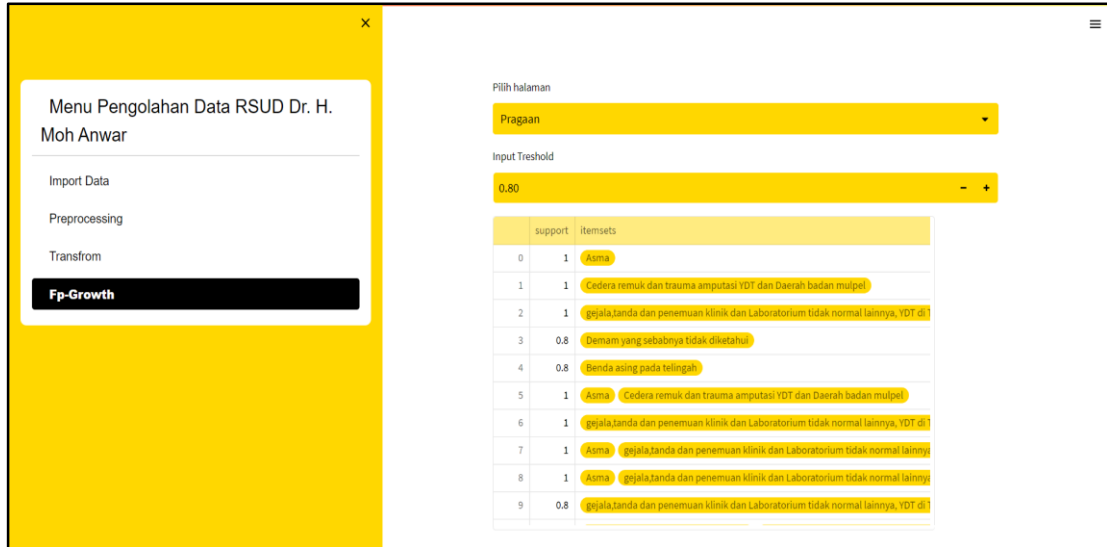 ×
Menu Pengolahan Data RSUD Dr. H.
Moh Anwar
Import Data
Preprocessing
Transfrom
Fp-Growth
Pilih halaman
Pragaan
Input Treshold
0.80 − +
support itemsets
0 1 Asma
1 1 Cedera remuk dan trauma amputasi YDT dan Daerah badan mulpel
2 1 gejala,tanda dan penemuan klinik dan Laboratorium tidak normal lainnya, YDT di
3 0.8 Demam yang sebabnya tidak diketahui
4 0.8 Benda asing pada telingah
5 1 Asma Cedera remuk dan trauma amputasi YDT dan Daerah badan mulpel
6 1 gejala,tanda dan penemuan klinik dan Laboratorium tidak normal lainnya, YDT di
7 1 Asma gejala,tanda dan penemuan klinik dan Laboratorium tidak normal lainnya
8 1 Asma gejala,tanda dan penemuan klinik dan Laboratorium tidak normal lainnya
9 0.8 gejala,tanda dan penemuan klinik dan Laboratorium tidak normal lainnya, YDT di